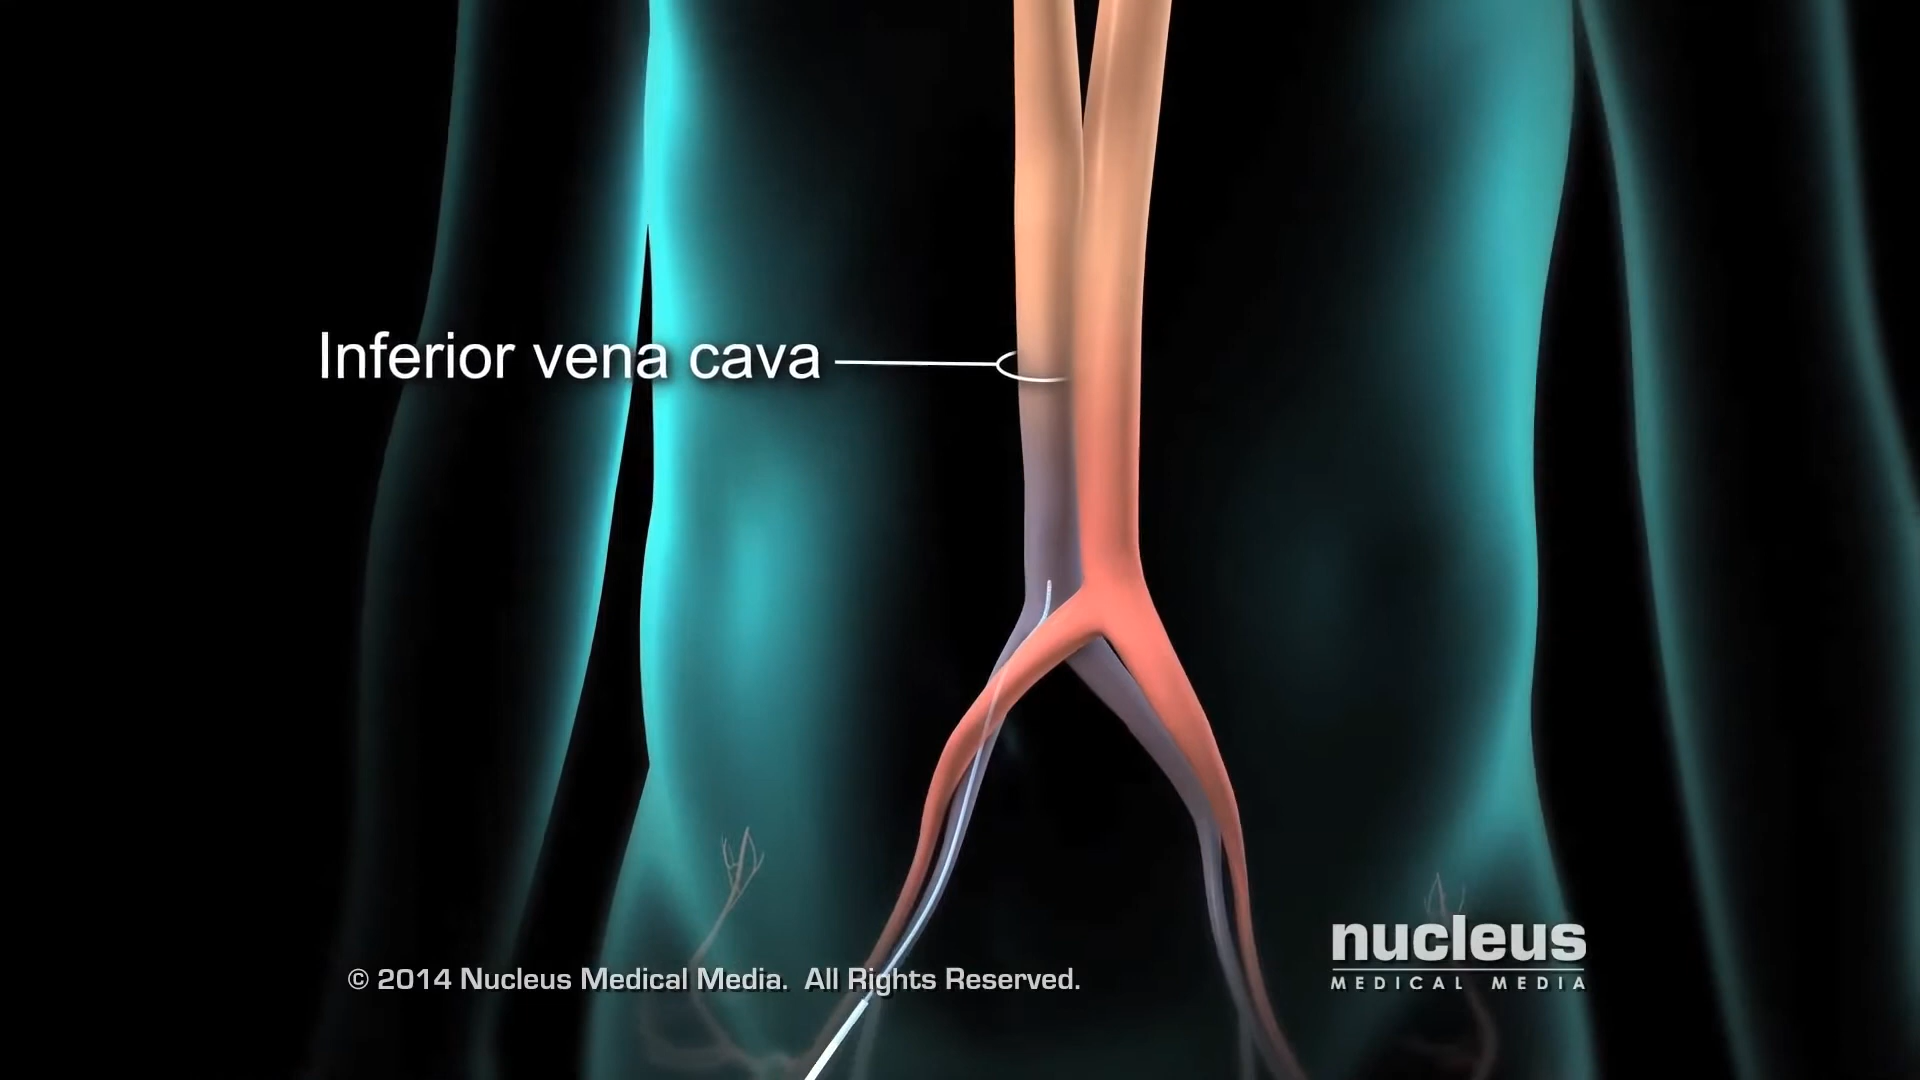 Inferior vena cava
© 2014 Nucleus Medical Media.  All Rights Reserved.
nucleus
MEDICAL MEDIA